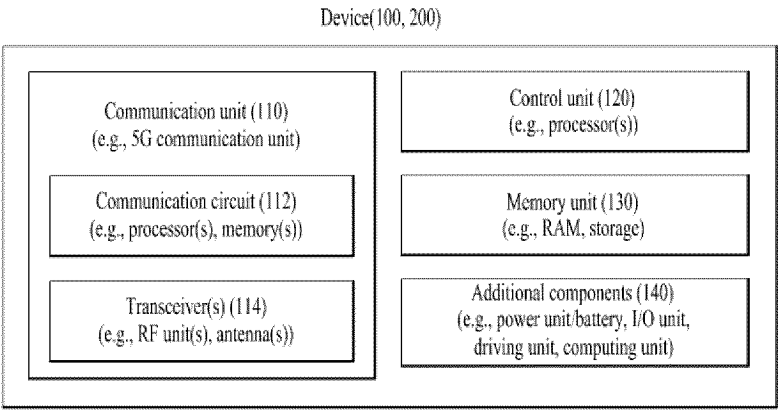 Device(100, 200)
Communication unit (110)
(e.g., 5G communication unit)
Communication circuit (112)
(e.g., processor(s), memory(s))
Transceiver(s) (114)
(e.g., RF unit(s), antenna(s))
Control unit (120)
(e.g., processor(s))
Memory unit (130)
(e.g., RAM, storage)
Additional components (140)
(e.g., power unit/battery, I/O unit,
driving unit, computing unit)